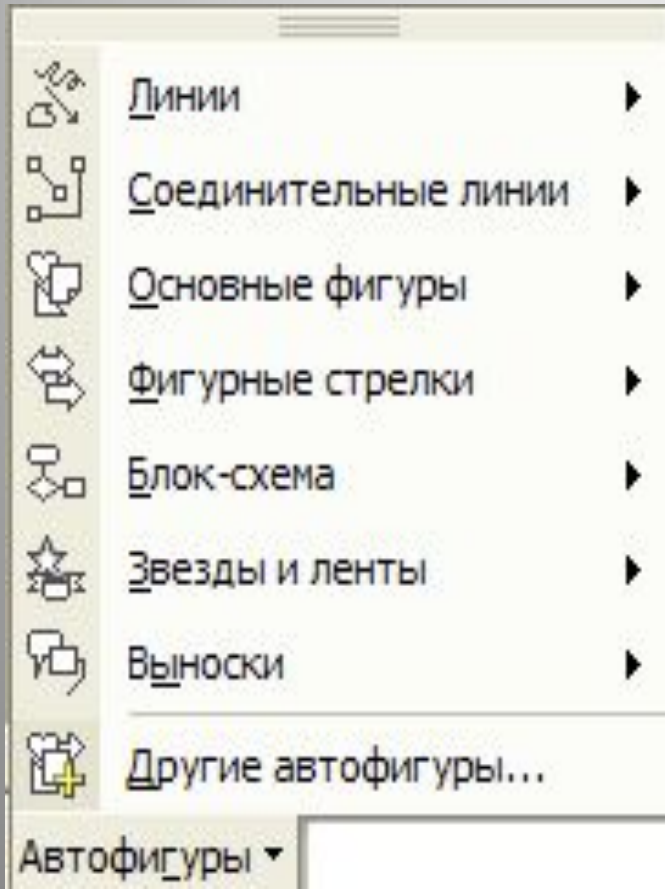 Линии
Соединительные линии
Основные фигуры
Фигурные стрелки
Блок-схема
Звезды и ленты
Выноски
Другие автофигуры...
Автофигуры